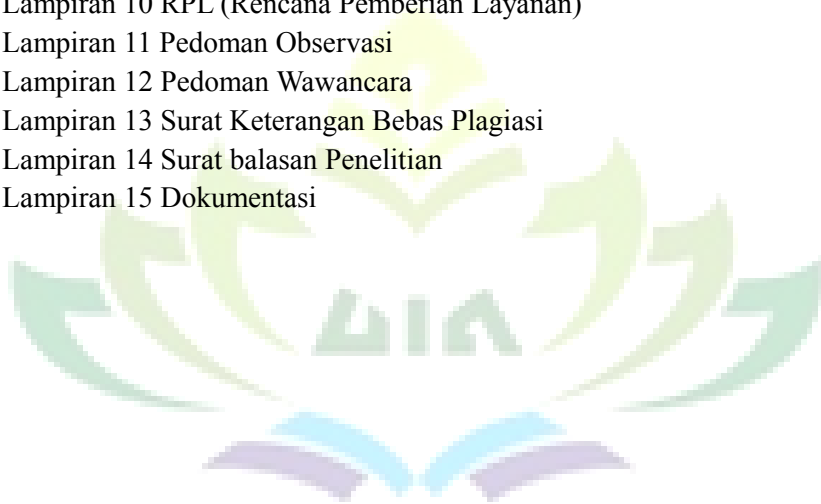 Lampiran 10 RPL (Rencana Pemberian Layanan)
Lampiran 11 Pedoman Observasi
Lampiran 12 Pedoman Wawancara
Lampiran 13 Surat Keterangan Bebas Plagiasi
Lampiran 14 Surat balasan Penelitian
Lampiran 15 Dokumentasi
UIN